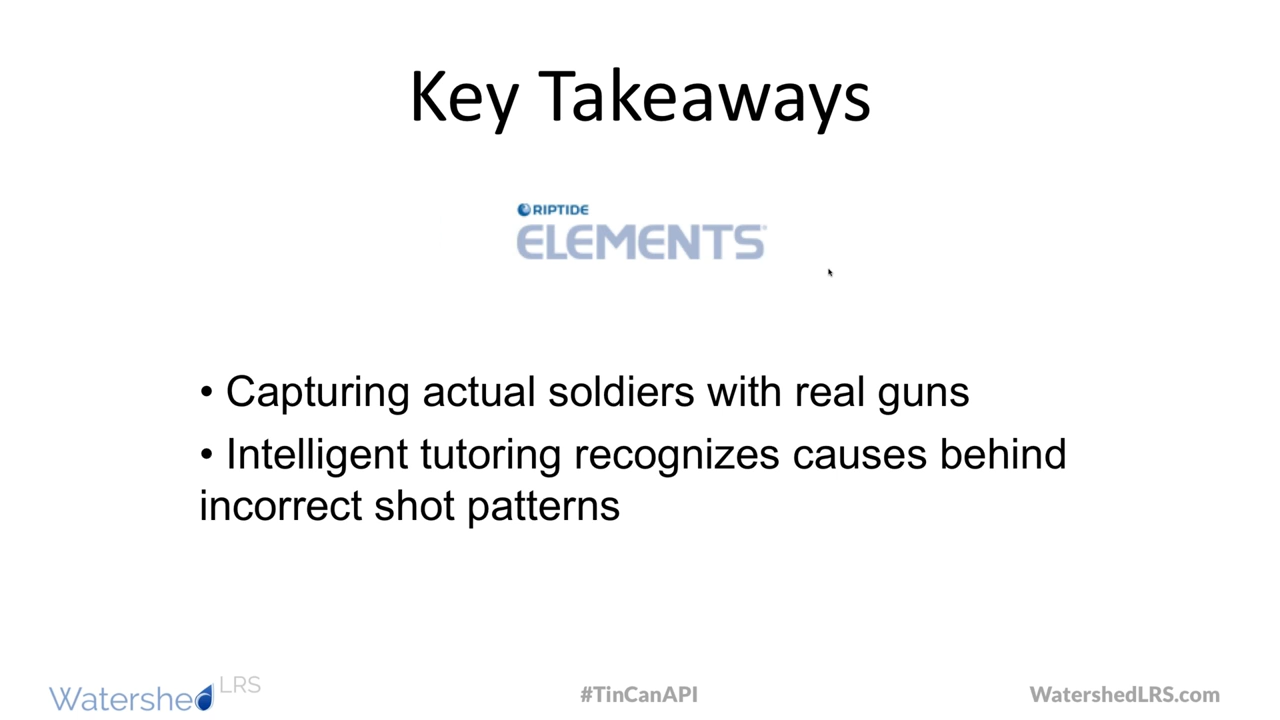 Key Takeaways
RIPTIDE
ELEMENTS
• Capturing actual soldiers with real guns
• Intelligent tutoring recognizes causes behind
incorrect shot patterns
Watershed LRS
#TinCanAPI
WatershedLRS.com